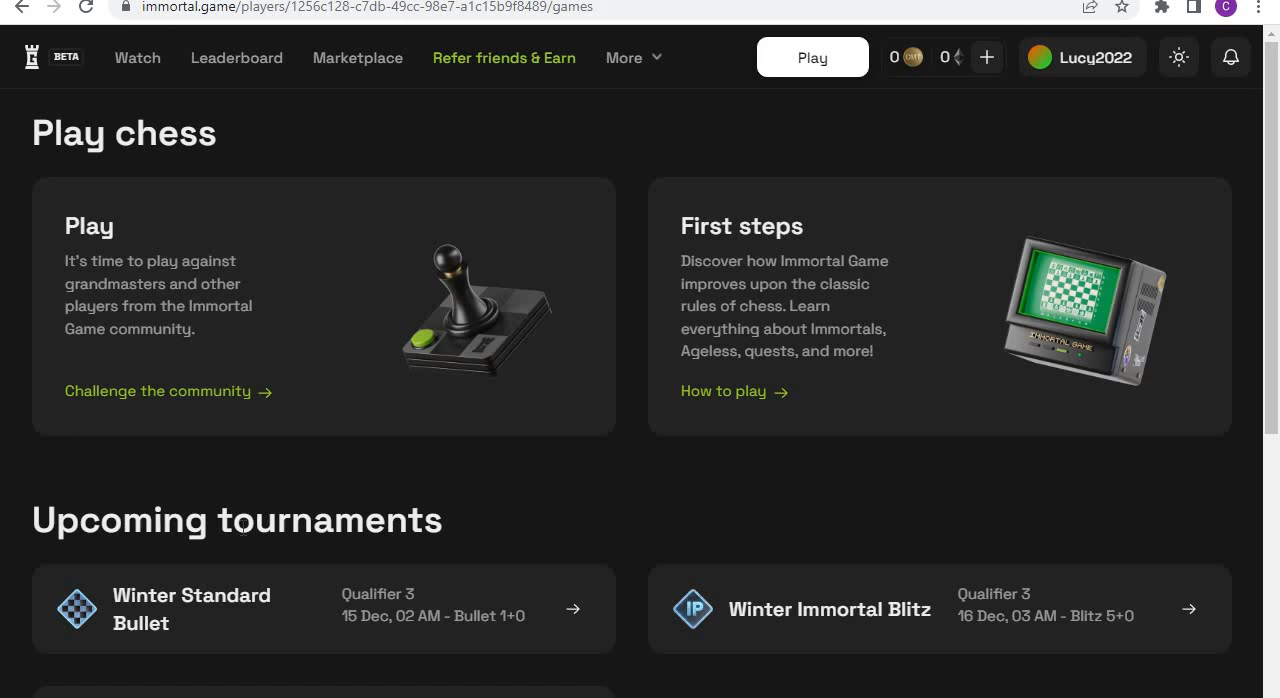 immortal.game/players/1256c128-c7db-49cc-98e7-a1c15b9f8489/games
C
BETA
Watch
Leaderboard
Marketplace
Refer friends & Earn
More
Play
0
0
Lucy2022
Play chess
Play
It's time to play against
grandmasters and other
players from the Immortal
Game community.
Challenge the community →
First steps
Discover how Immortal Game
improves upon the classic
rules of chess. Learn
everything about Immortals,
Ageless, quests, and more!
How to play →
IMMORTAL GAME
Upcoming tournaments
Winter Standard
Bullet
Qualifier 3
15 Dec, 02 AM - Bullet 1+0
IP
Winter Immortal Blitz
Qualifier 3
16 Dec, 03 AM - Blitz 5+0